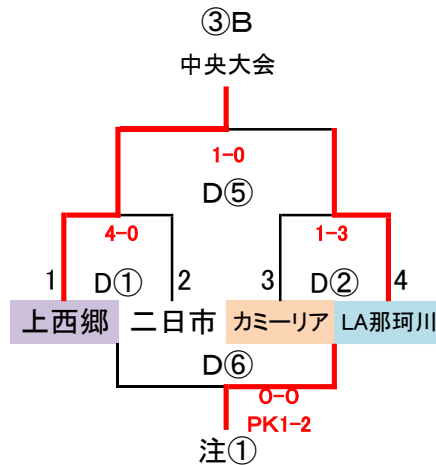 ③B
中央大会
1-0
D⑤
4-0 1-3
1 D① 2 3 D② 4
上西郷 二日市 カミーリア LA那珂川
D⑥
0-0
PK1-2
注①